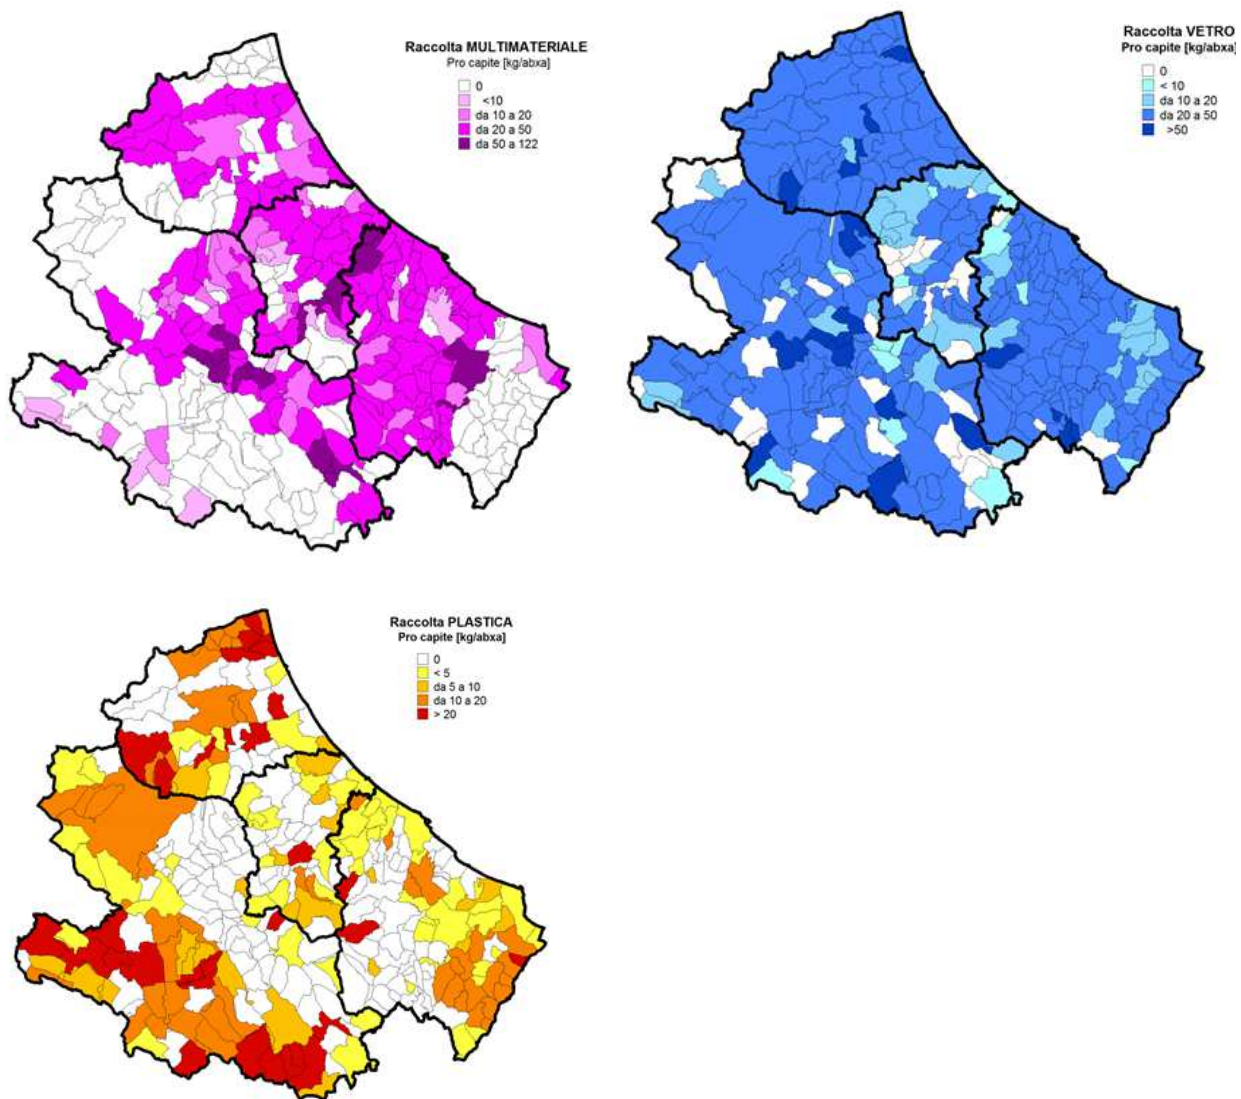 Raccolta MULTIMATERIALE
Pro capite [kg/abxa]
0
<10
da 10 a 20
da 20 a 50
da 50 a 122
Raccolta VETRO
Pro capite [kg/abxa]
0
< 10
da 10 a 20
da 20 a 50
>50
Raccolta PLASTICA
Pro capite [kg/abxa]
0
< 5
da 5 a 10
da 10 a 20
> 20